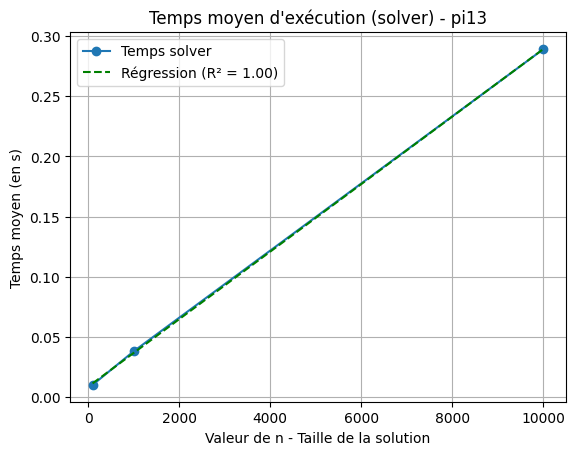 Temps moyen d'exécution (solver) - pi13
Temps solver
Régression (R² = 1.00)
Temps moyen (en s)
0.30
0.25
0.20
0.15
0.10
0.05
0.00
0 2000 4000 6000 8000 10000
Valeur de n - Taille de la solution